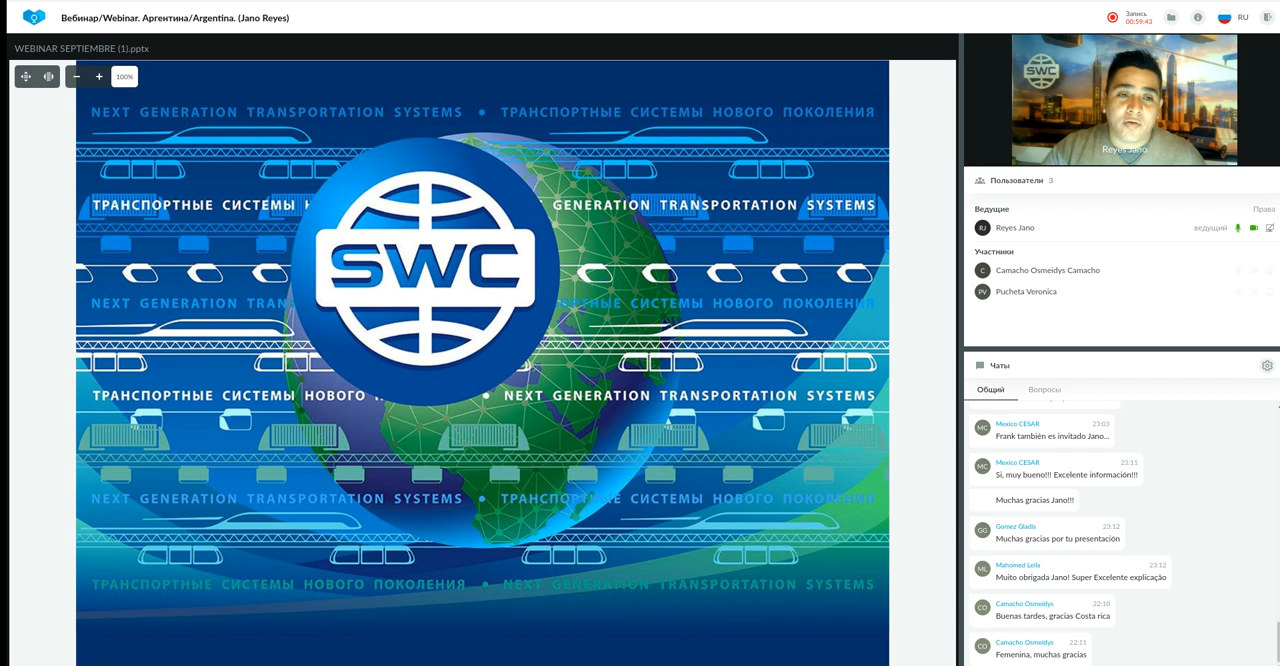 Вебинар/Webinar. Аргентина/Argentina. (Jano Reyes)
Запись
00:59:43
RU
WEBINAR SEPTIEMBRE (1).pptx
100%
NEXT GENERATION TRANSPORTATION SYSTEMS • ТРАНСПОРТНЫЕ СИСТЕМЫ НОВОГО ПОКОЛЕНИЯ
ТРАНСПОРТНЫЕ СИСТЕМЫ GENERATION TRANSPORTATION SYSTEMS
SWC
NEXT GENERATION TRAN ОРТНЫЕ СИСТЕМЫ НОВОГО ПОКОЛЕНИЯ
ТРАНСПОРТНЫЕ СИСТЕМЫ НОВОГО • NEXT GENERATION TRANSPORTATION SYSTEMS
NEXT GENERATION TRANSPORTATION SYSTEMS • ТРАНСПОРТНЫЕ СИСТЕМЫ НОВОГО ПОКОЛЕНИЯ
ТРАНСПОРТНЫЕ СИСТЕМЫ НОВОГО ПОКОЛЕНИЯ • NEXT GENERATION TRANSPORTATION SYSTEMS
SWC
Reyes Jano
Пользователи 3
Ведущие Права
RJ Reyes Jano ведущий
Участники
C Camacho Osmeidys Camacho
PV Pucheta Veronica
Чаты
Общий Вопросы
MC Mexico CESAR 23:03
Frank también es invitado Jano...
MC Mexico CESAR 23:11
Si, muy bueno!!! Excelente información!!!
Muchas gracias Jano!!!
GG Gomez Gladis 23:12
Muchas gracias por tu presentación
ML Mahomed Leila 23:12
Muito obrigada Jano! Super Excelente explicação
CO Camacho Osmeidys 22:10
Buenas tardes, gracias Costa rica
CO Camacho Osmeidys 22:11
Femenina, muchas gracias